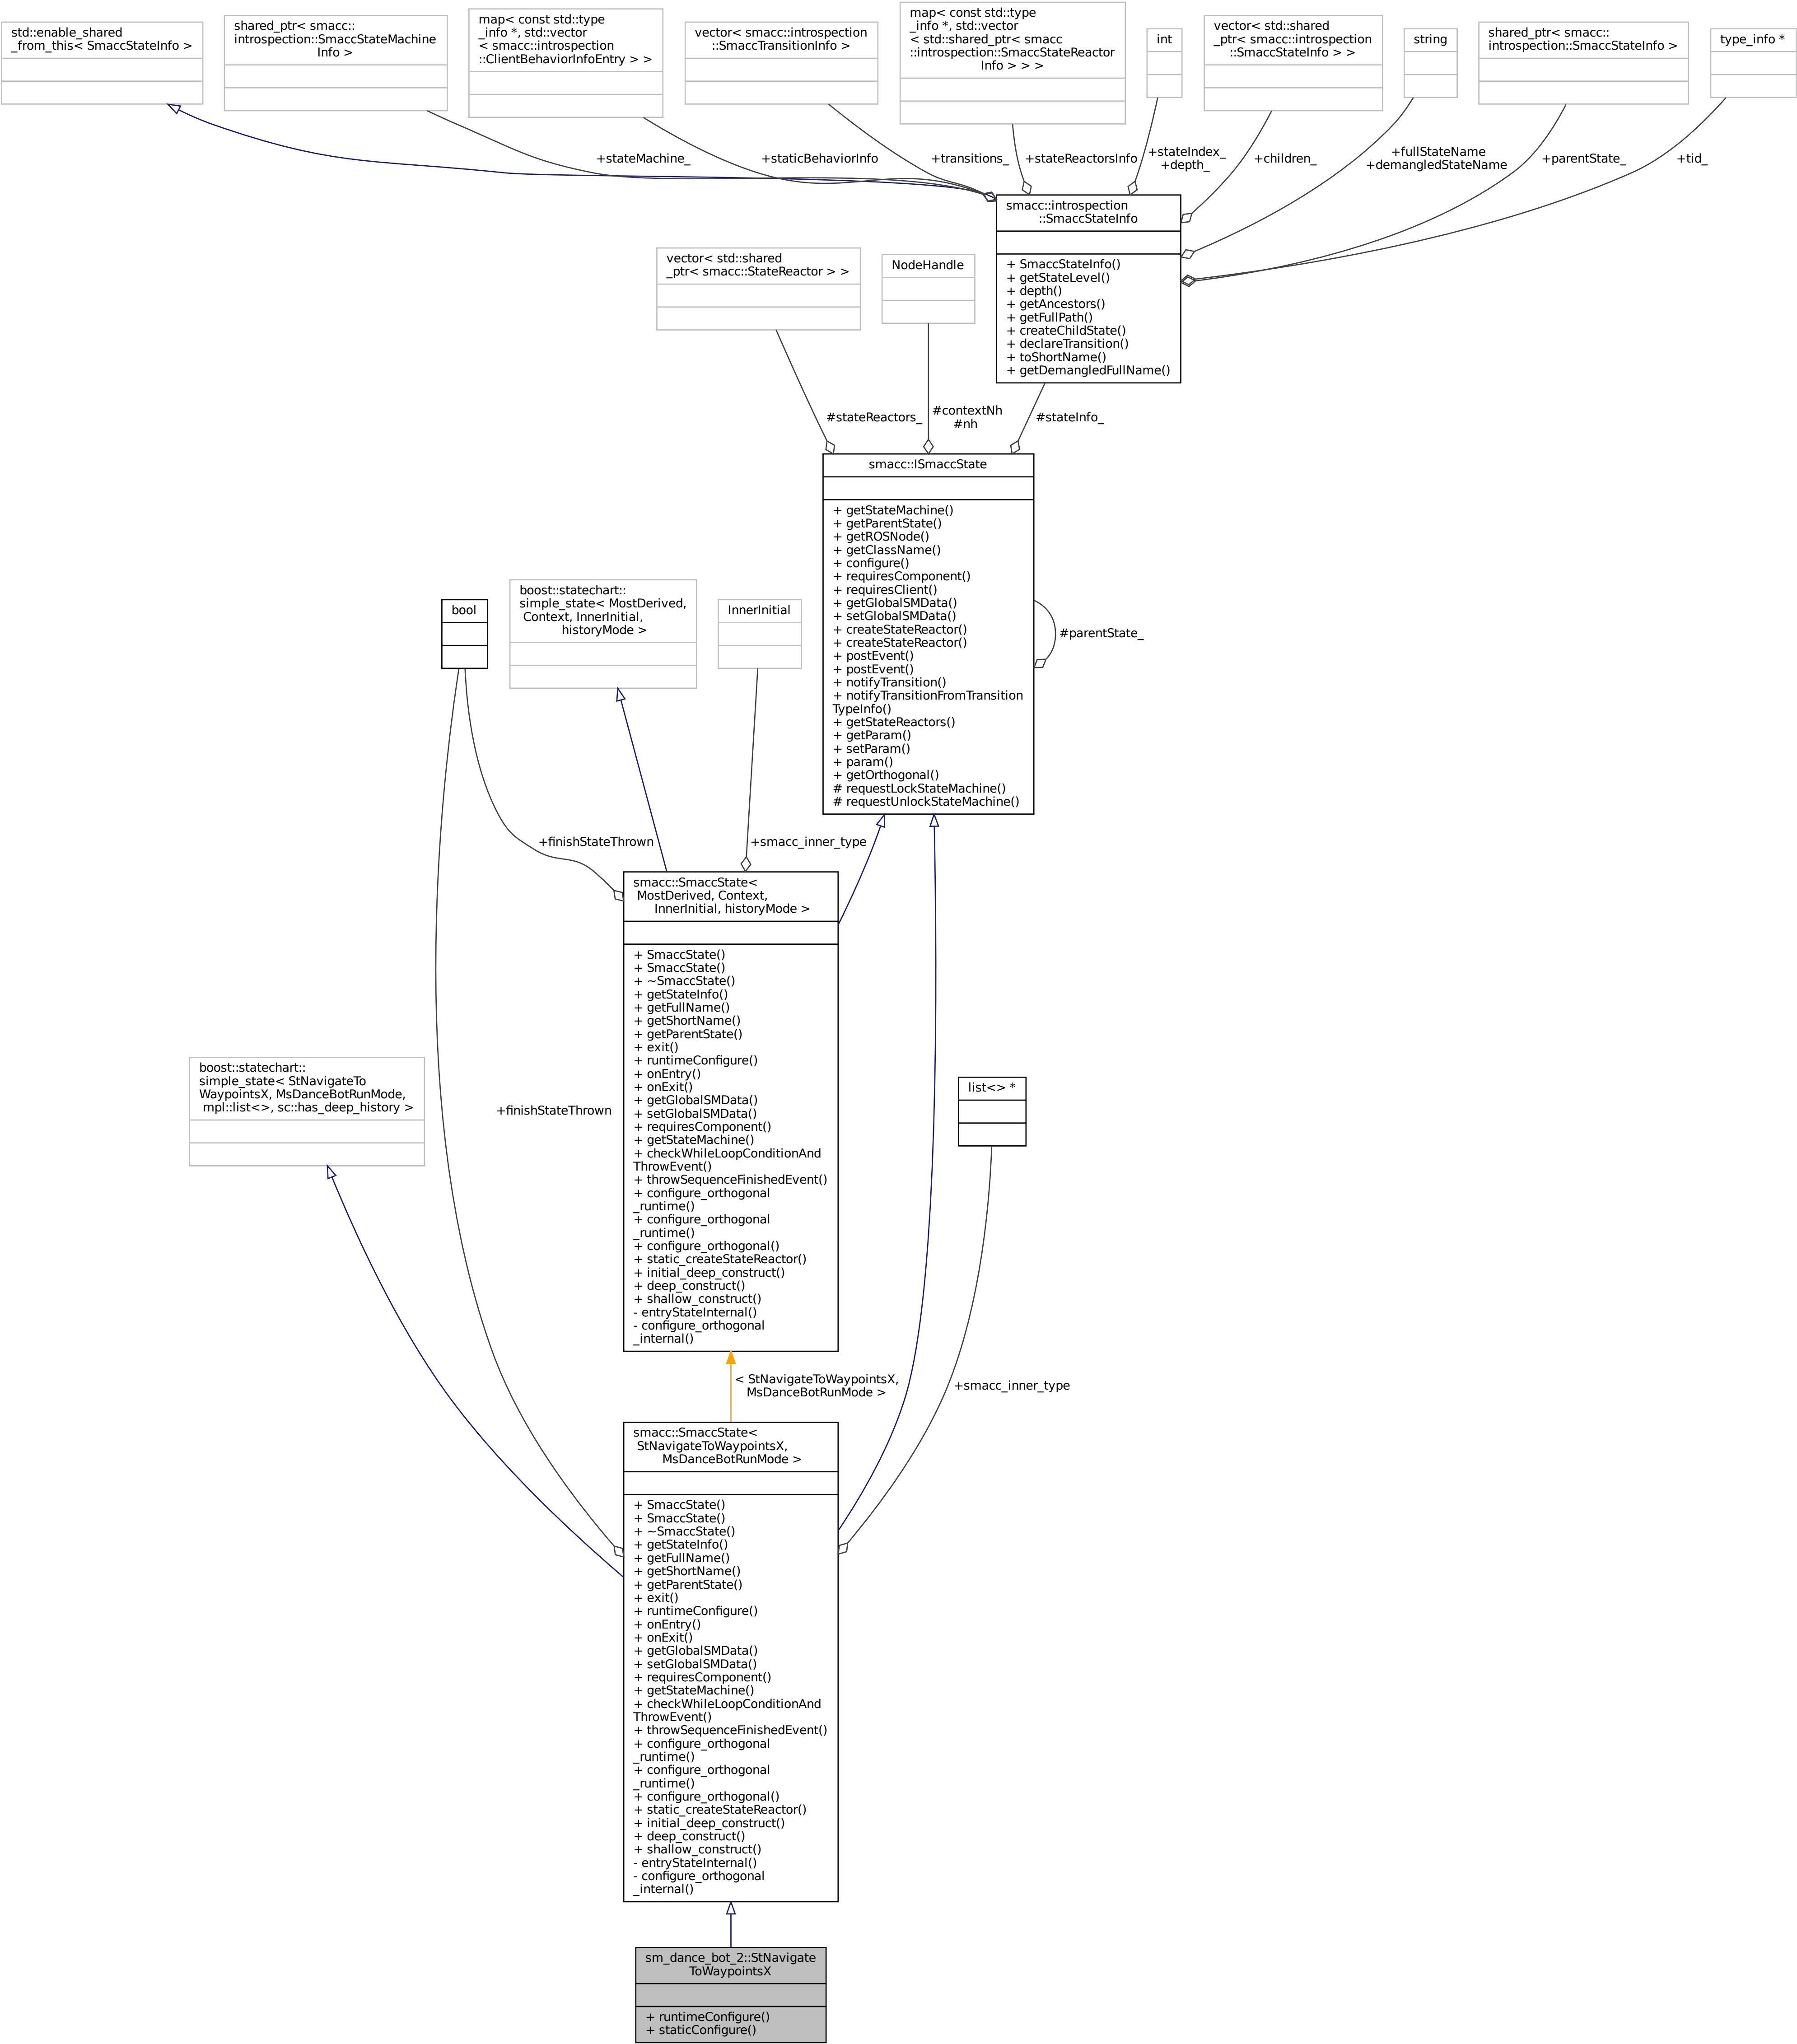 std::enable_shared
_from_this< SmaccStateInfo >
shared_ptr< smacc::
introspection::SmaccStateMachine
Info >
map< const std::type
_info *, std::vector
< smacc::introspection
::ClientBehaviorInfoEntry > >
vector< smacc::introspection
::SmaccTransitionInfo >
map< const std::type
_info *, std::vector
< std::shared_ptr< smacc
::introspection::SmaccStateReactor
Info > > >
int
vector< std::shared
_ptr< smacc::introspection
::SmaccStateInfo > >
string
shared_ptr< smacc::
introspection::SmaccStateInfo >
type_info *
+stateMachine_
+staticBehaviorInfo
+transitions_
+stateReactorsInfo
+stateIndex_
+depth_
+children_
+fullStateName
+demangledStateName
+parentState_
+tid_
smacc::introspection
::SmaccStateInfo
+ SmaccStateInfo()
+ getStateLevel()
+ depth()
+ getAncestors()
+ getFullPath()
+ createChildState()
+ declareTransition()
+ toShortName()
+ getDemangledFullName()
vector< std::shared
_ptr< smacc::StateReactor > >
NodeHandle
#stateReactors_
#contextNh
#nh
#stateInfo_
smacc::ISmaccState
+ getStateMachine()
+ getParentState()
+ getROSNode()
+ getClassName()
+ configure()
+ requiresComponent()
+ requiresClient()
+ getGlobalSMData()
+ setGlobalSMData()
+ createStateReactor()
+ createStateReactor()
+ postEvent()
+ postEvent()
+ notifyTransition()
+ notifyTransitionFromTransition
TypeInfo()
+ getStateReactors()
+ getParam()
+ setParam()
+ param()
+ getOrthogonal()
# requestLockStateMachine()
# requestUnlockStateMachine()
#parentState_
bool
boost::statechart::
simple_state< MostDerived,
Context, InnerInitial,
historyMode >
InnerInitial
+finishStateThrown
+smacc_inner_type
smacc::SmaccState<
MostDerived, Context,
InnerInitial, historyMode >
+ SmaccState()
+ SmaccState()
+ ~SmaccState()
+ getStateInfo()
+ getFullName()
+ getShortName()
+ getParentState()
+ exit()
+ runtimeConfigure()
+ onEntry()
+ onExit()
+ getGlobalSMData()
+ setGlobalSMData()
+ requiresComponent()
+ getStateMachine()
+ checkWhileLoopConditionAnd
ThrowEvent()
+ throwSequenceFinishedEvent()
+ configure_orthogonal
_runtime()
+ configure_orthogonal
_runtime()
+ configure_orthogonal()
+ static_createStateReactor()
+ initial_deep_construct()
+ deep_construct()
+ shallow_construct()
- entryStateInternal()
- configure_orthogonal
_internal()
boost::statechart::
simple_state< StNavigateTo
WaypointsX, MsDanceBotRunMode,
mpl::list<>, sc::has_deep_history >
+finishStateThrown
list<> *
< StNavigateToWaypointsX,
MsDanceBotRunMode >
+smacc_inner_type
smacc::SmaccState<
StNavigateToWaypointsX,
MsDanceBotRunMode >
+ SmaccState()
+ SmaccState()
+ ~SmaccState()
+ getStateInfo()
+ getFullName()
+ getShortName()
+ getParentState()
+ exit()
+ runtimeConfigure()
+ onEntry()
+ onExit()
+ getGlobalSMData()
+ setGlobalSMData()
+ requiresComponent()
+ getStateMachine()
+ checkWhileLoopConditionAnd
ThrowEvent()
+ throwSequenceFinishedEvent()
+ configure_orthogonal
_runtime()
+ configure_orthogonal
_runtime()
+ configure_orthogonal()
+ static_createStateReactor()
+ initial_deep_construct()
+ deep_construct()
+ shallow_construct()
- entryStateInternal()
- configure_orthogonal
_internal()
sm_dance_bot_2::StNavigate
ToWaypointsX
+ runtimeConfigure()
+ staticConfigure()